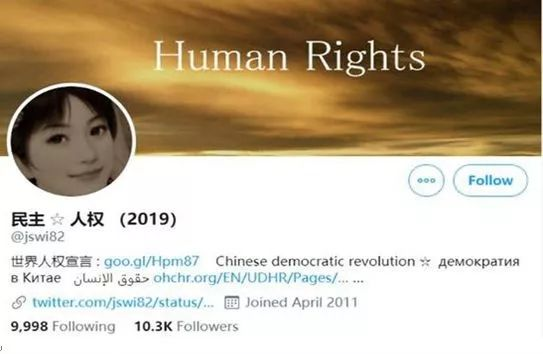 Human Rights
Follow
民主 ☆ 人权 （2019）
@jswi82
世界人权宣言 : goo.gl/Hpm87 Chinese democratic revolution ☆ демократия
в Китае حقوق الإنسان ohchr.org/EN/UDHR/Pages/… …
twitter.com/jswi82/status/… Joined April 2011
9,998 Following 10.3K Followers